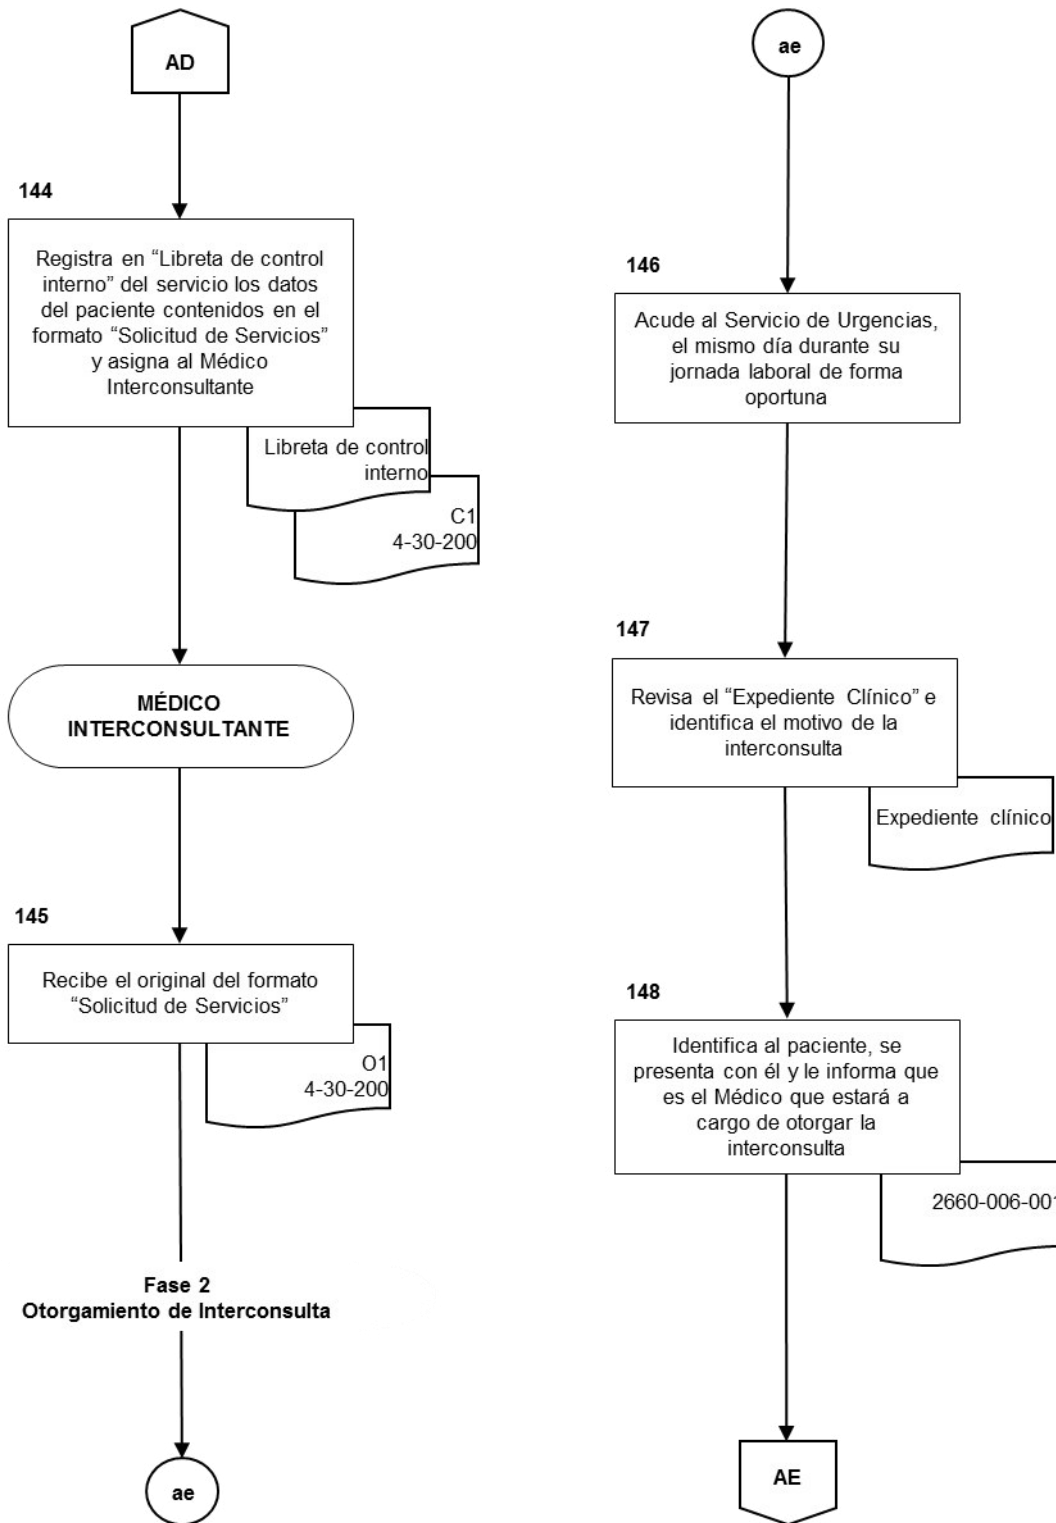 AD
144
Registra en “Libreta de control
interno” del servicio los datos
del paciente contenidos en el
formato “Solicitud de Servicios”
y asigna al Médico
Interconsultante
Libreta de control
interno
C1
4-30-200
MÉDICO
INTERCONSULTANTE
145
Recibe el original del formato
“Solicitud de Servicios”
O1
4-30-200
Fase 2
Otorgamiento de Interconsulta
ae
ae
146
Acude al Servicio de Urgencias,
el mismo día durante su
jornada laboral de forma
oportuna
147
Revisa el “Expediente Clínico” e
identifica el motivo de la
interconsulta
Expediente clínico
148
Identifica al paciente, se
presenta con él y le informa que
es el Médico que estará a
cargo de otorgar la
interconsulta
2660-006-001
AE